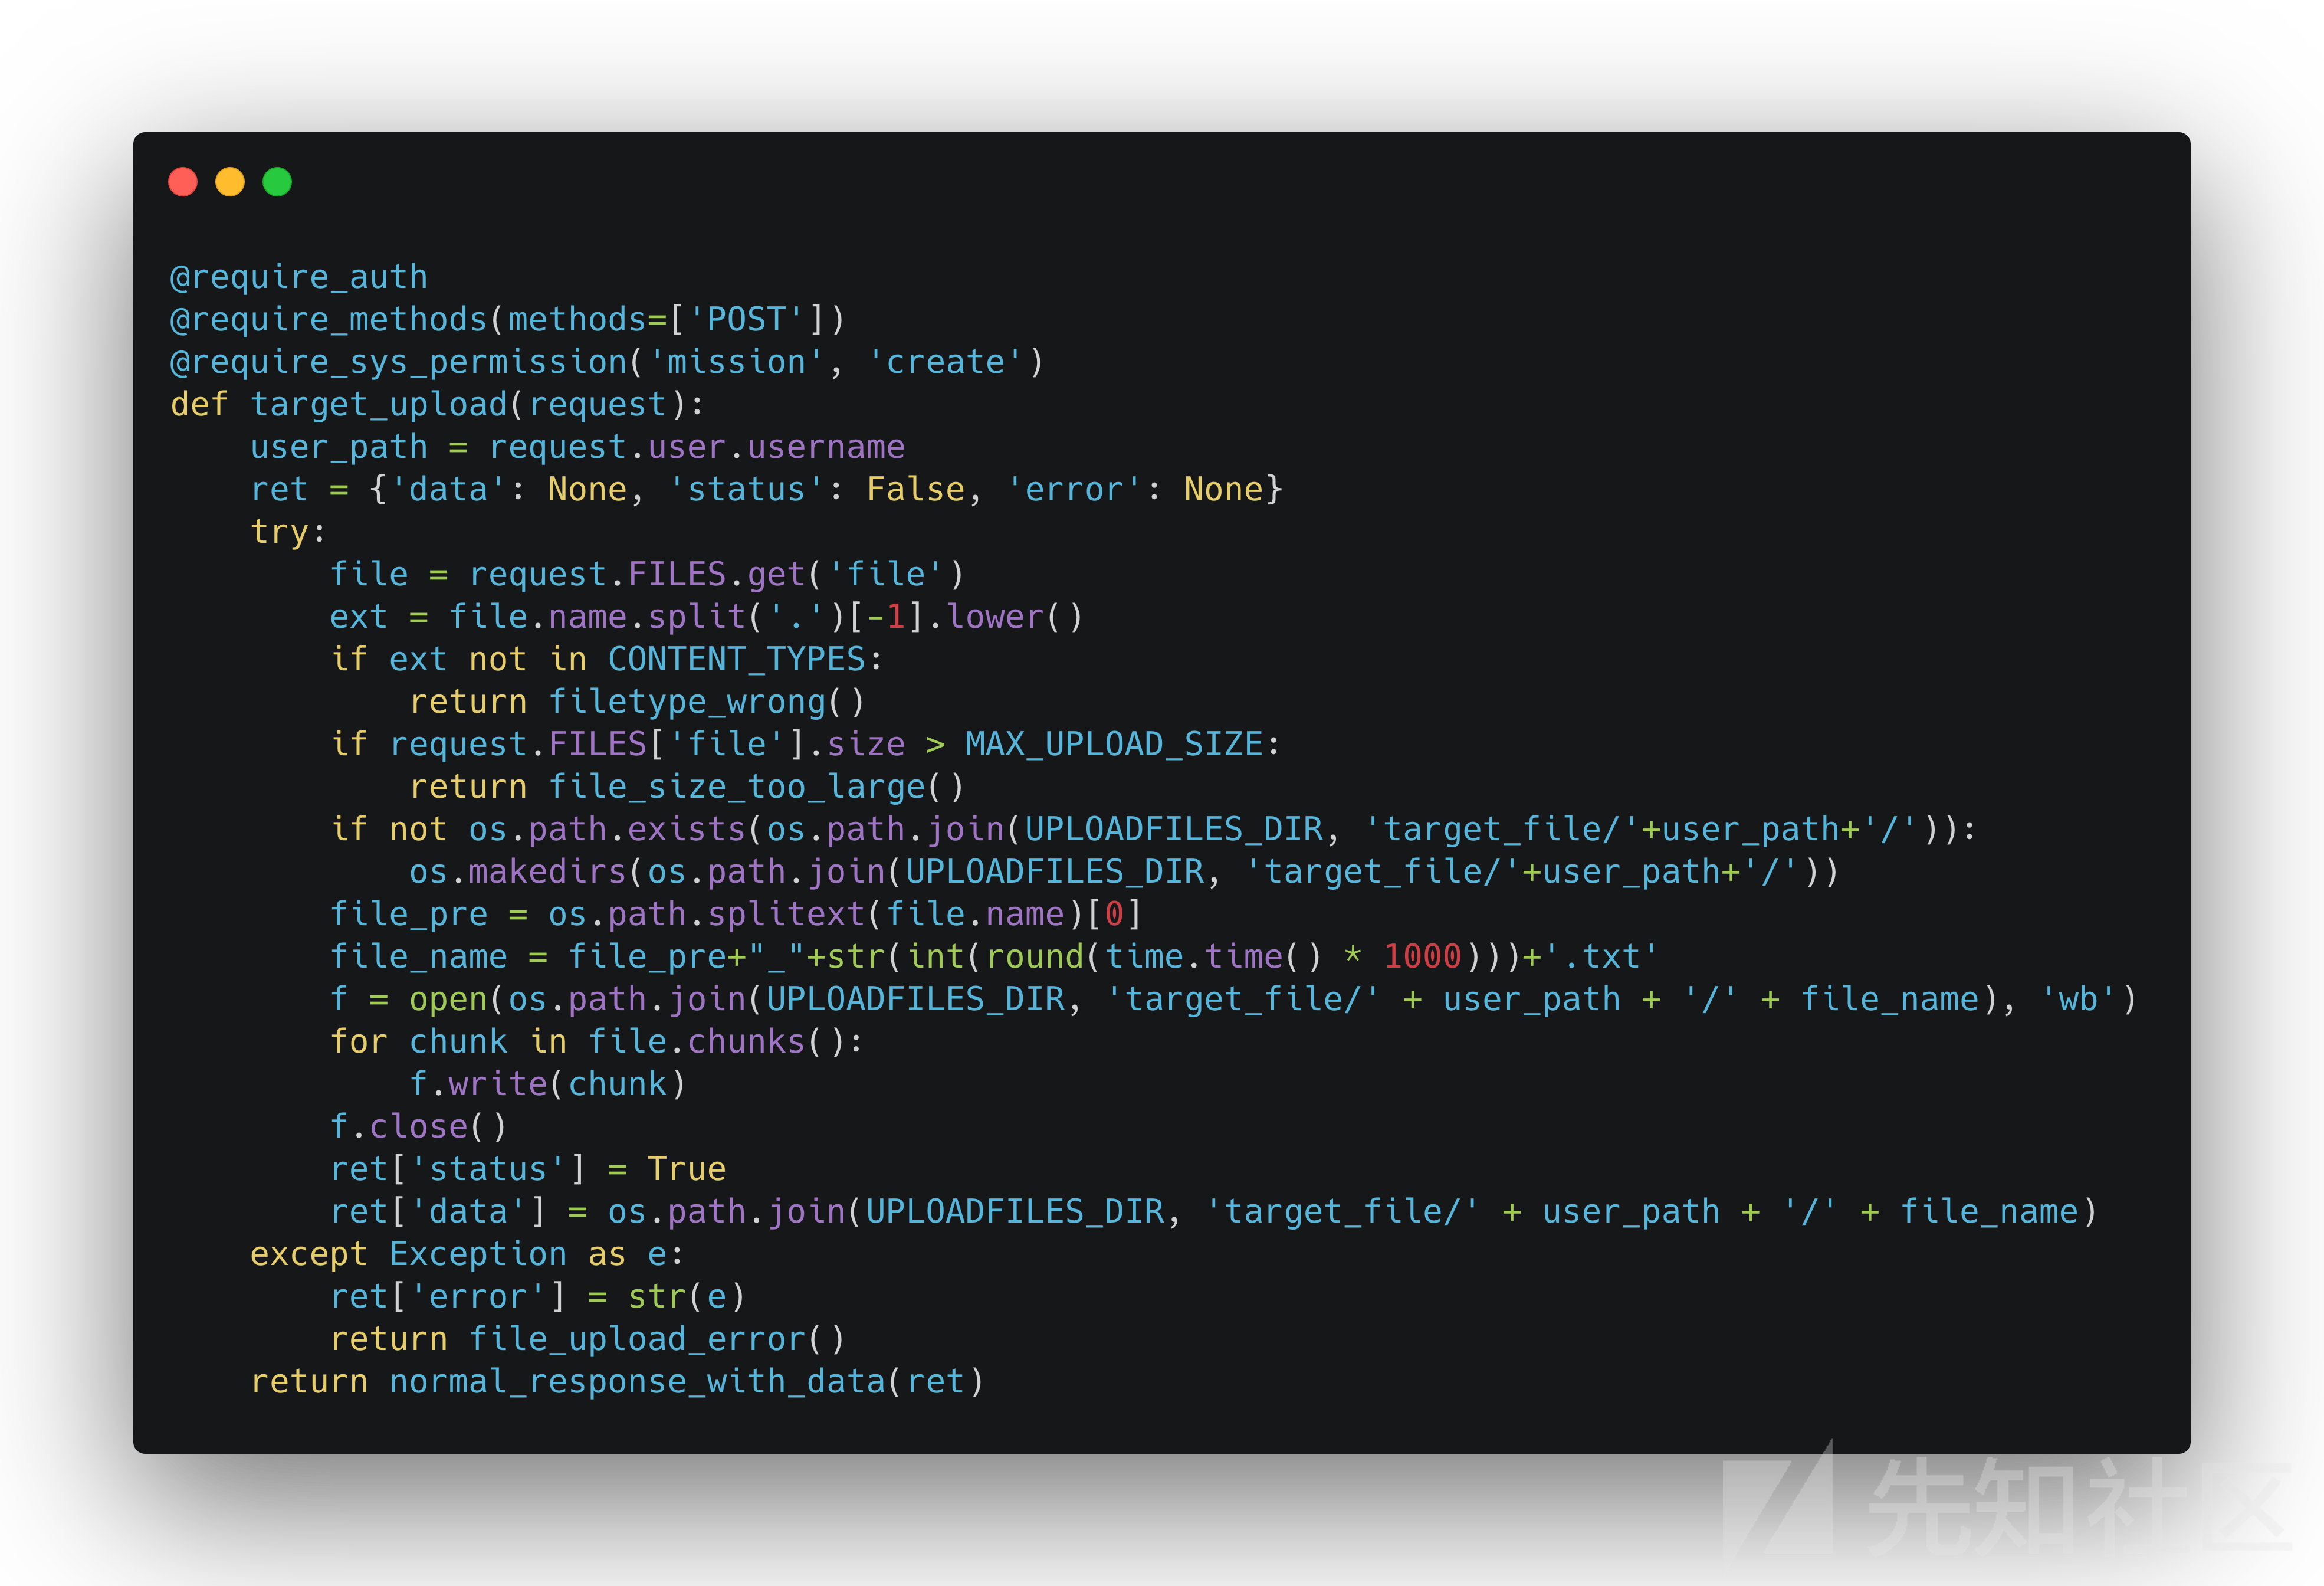 @require_auth
@require_methods(methods=['POST'])
@require_sys_permission('mission', 'create')
def target_upload(request):
    user_path = request.user.username
    ret = {'data': None, 'status': False, 'error': None}
    try:
        file = request.FILES.get('file')
        ext = file.name.split('.')[-1].lower()
        if ext not in CONTENT_TYPES:
            return filetype_wrong()
        if request.FILES['file'].size > MAX_UPLOAD_SIZE:
            return file_size_too_large()
        if not os.path.exists(os.path.join(UPLOADFILES_DIR, 'target_file/'+user_path+'/')):
            os.makedirs(os.path.join(UPLOADFILES_DIR, 'target_file/'+user_path+'/'))
        file_pre = os.path.splitext(file.name)[0]
        file_name = file_pre+"_"+str(int(round(time.time() * 1000)))+'.txt'
        f = open(os.path.join(UPLOADFILES_DIR, 'target_file/' + user_path + '/' + file_name), 'wb')
        for chunk in file.chunks():
            f.write(chunk)
        f.close()
        ret['status'] = True
        ret['data'] = os.path.join(UPLOADFILES_DIR, 'target_file/' + user_path + '/' + file_name)
    except Exception as e:
        ret['error'] = str(e)
        return file_upload_error()
    return normal_response_with_data(ret)
先知社区